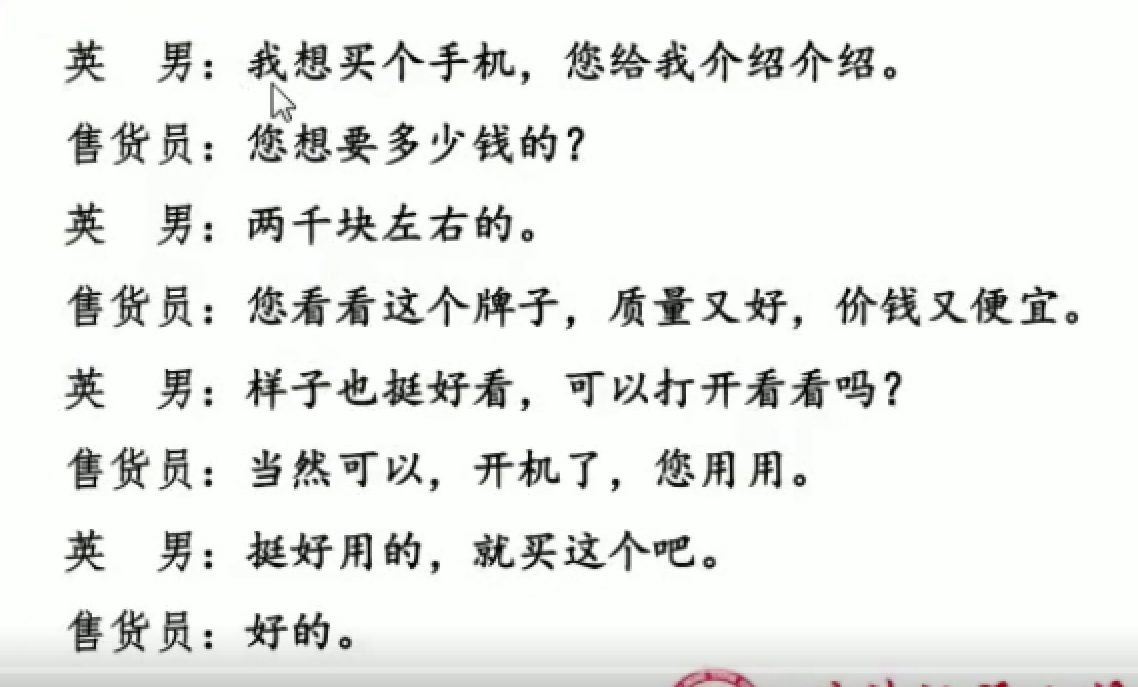 英　男：我想买个手机，您给我介绍介绍。
售货员：您想要多少钱的？
英　男：两千块左右的。
售货员：您看看这个牌子，质量又好，价钱又便宜。
英　男：样子也挺好看，可以打开看看吗？
售货员：当然可以，开机了，您用用。
英　男：挺好用的，就买这个吧。
售货员：好的。